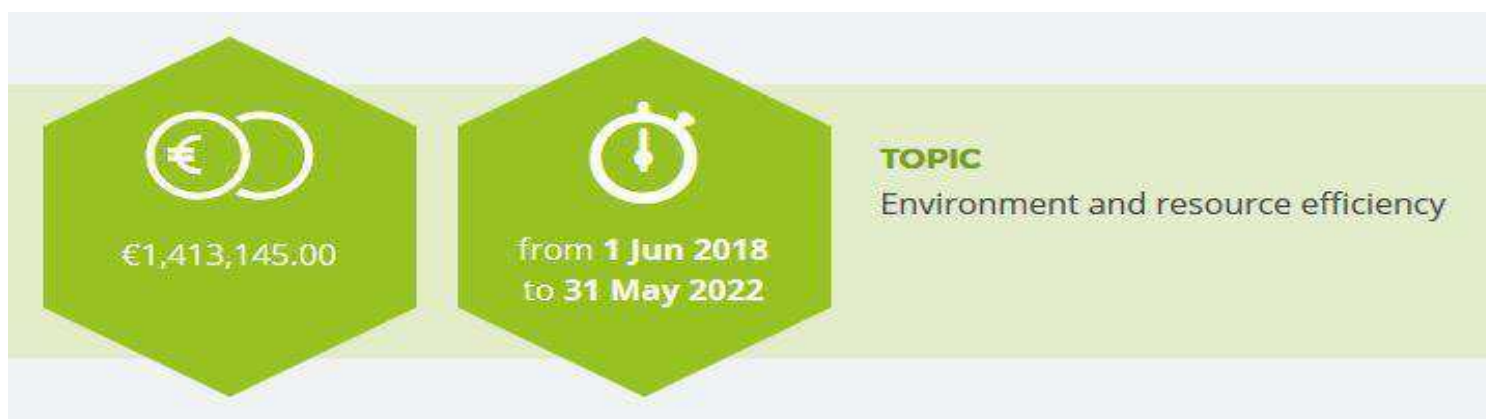 €1,413,145.00
from 1 Jun 2018
to 31 May 2022
TOPIC
Environment and resource efficiency